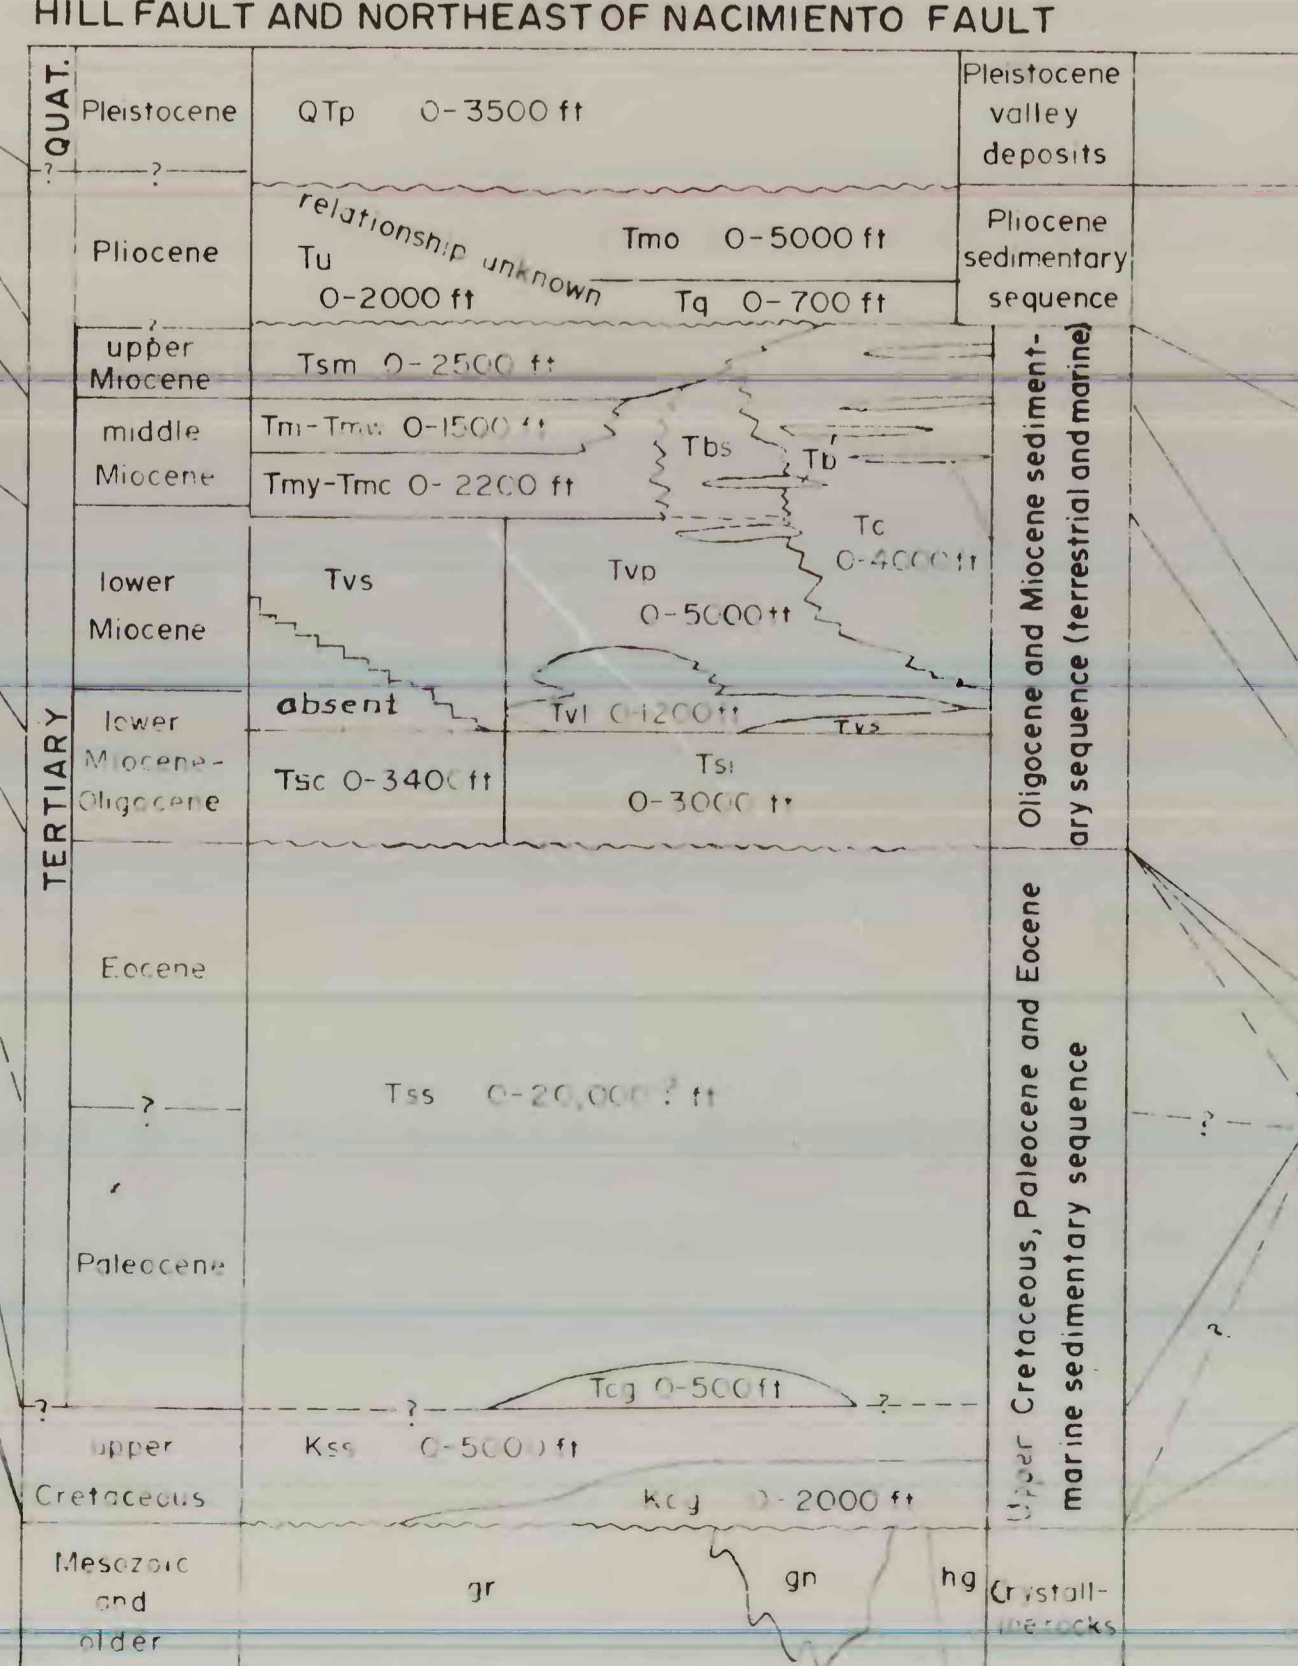 HILL FAULT AND NORTHEAST OF NACIMIENTO FAULT
QUAT.
Pleistocene
QTp 0-3500 ft
Pleistocene
valley
deposits
? ?
relationship unknown
Pliocene
Tu
0-2000 ft
Tmo 0-5000 ft
Tq 0-700 ft
Pliocene
sedimentary
sequence
?
TERTIARY
upper
Miocene
Tsm 0-2500 ft
middle
Miocene
Tm-Tmw 0-1500 ft
Tmy-Tmc 0-2200 ft
Tbs
Tb
Tc
0-4000 ft
Oligocene and Miocene sediment-
ary sequence (terrestrial and marine)
lower
Miocene
Tvs
Tvp
0-5000 ft
absent
Tvl 0-1200 ft
Tvs
lower
Miocene-
Oligocene
Tsc 0-3400 ft
Tsi
0-3000 ft
Eocene
?
Tss 0-20,000? ft
Paleocene
Upper Cretaceous, Paleocene and Eocene
marine sedimentary sequence
?
?
Tcg 0-500 ft
? ? ?
upper
Cretaceous
Kss 0-5000 ft
Kcg 0-2000 ft
Mesozoic
and
older
gr
gn
hg
Crystall-
ine rocks